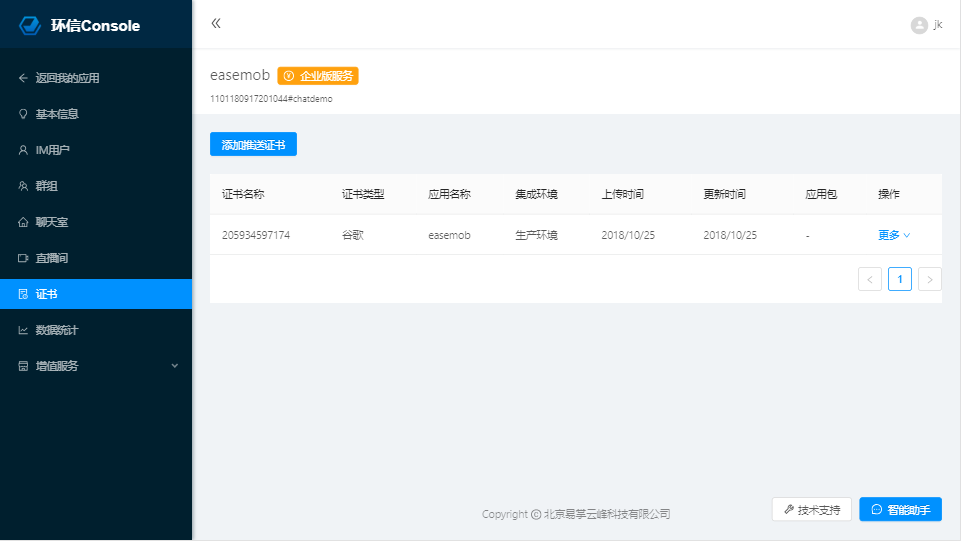 环信Console
jk
返回我的应用
基本信息
IM用户
群组
聊天室
直播间
证书
数据统计
增值服务
easemob 企业版服务
1101180917201044#chatdemo
添加推送证书
证书名称 证书类型 应用名称 集成环境 上传时间 更新时间 应用包 操作
205934597174 谷歌 easemob 生产环境 2018/10/25 2018/10/25 - 更多
< 1 >
Copyright © 北京易掌云峰科技有限公司
技术支持 智能助手